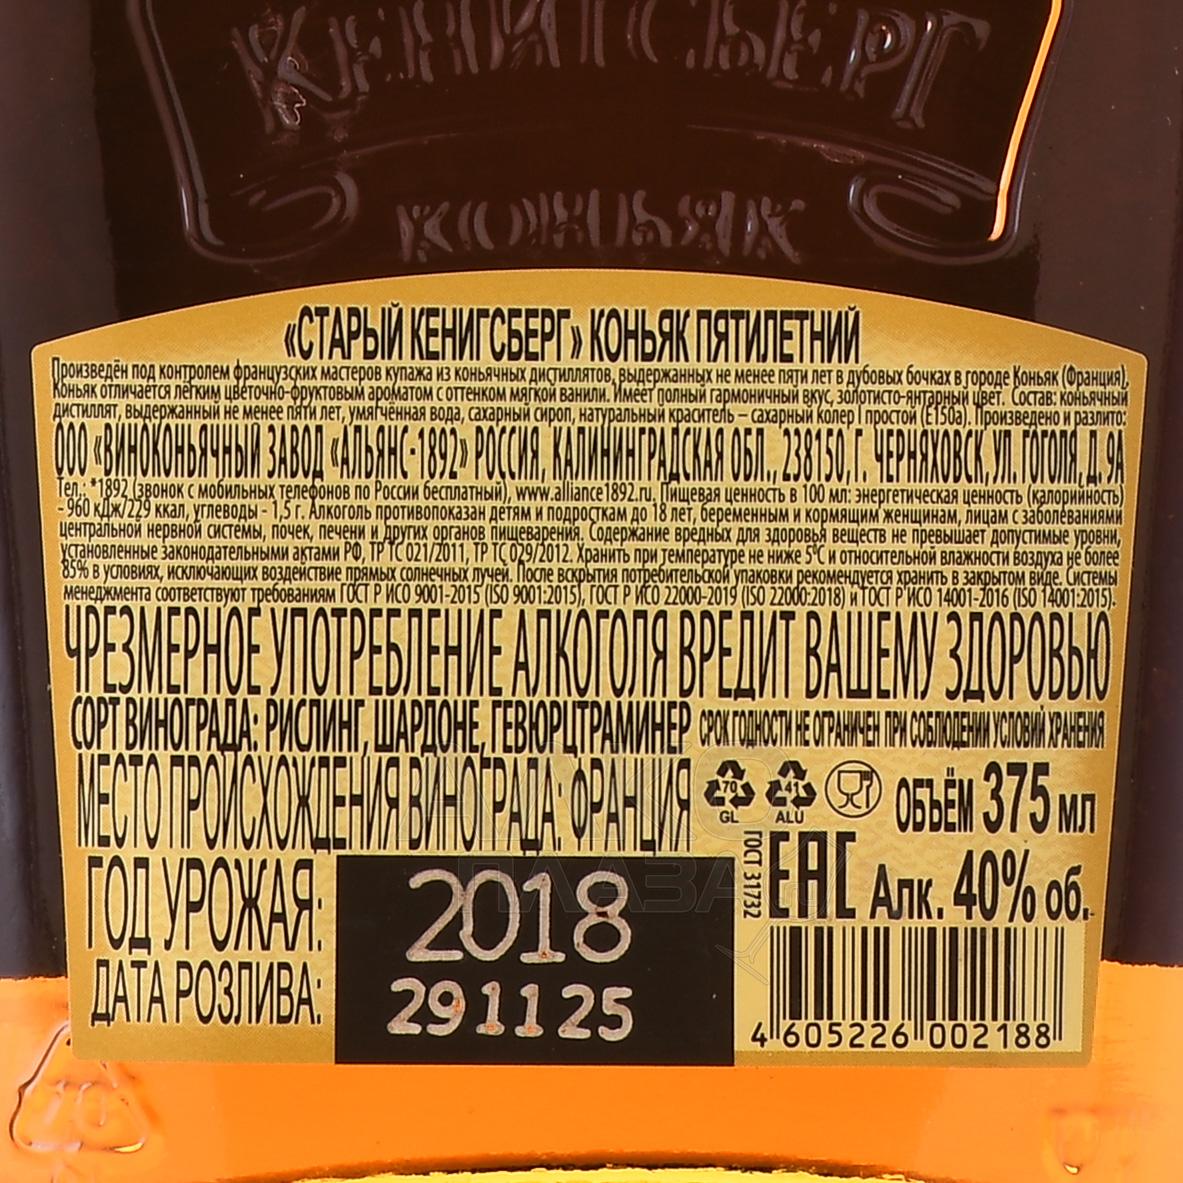 КЕНИГСБЕРГ
КОНЬЯК
«СТАРЫЙ КЕНИГСБЕРГ» КОНЬЯК ПЯТИЛЕТНИЙ
Произведён под контролем французских мастеров купажа из коньячных дистиллятов, выдержанных не менее пяти лет в дубовых бочках в городе Коньяк (Франция).
Коньяк отличается лёгким цветочно-фруктовым ароматом с оттенком мягкой ванили. Имеет полный гармоничный вкус, золотисто-янтарный цвет. Состав: коньячный
дистиллят, выдержанный не менее пяти лет, умягчённая вода, сахарный сироп, натуральный краситель – сахарный колер I простой (Е150а). Произведено и разлито:
ООО «ВИНОКОНЬЯЧНЫЙ ЗАВОД «АЛЬЯНС-1892» РОССИЯ, КАЛИНИНГРАДСКАЯ ОБЛ., 238150, Г. ЧЕРНЯХОВСК, УЛ. ГОГОЛЯ, Д. 9А
Тел.: *1892 (звонок с мобильных телефонов по России бесплатный), www.alliance1892.ru. Пищевая ценность в 100 мл: энергетическая ценность (калорийность)
– 960 кДж/229 ккал, углеводы - 1,5 г. Алкоголь противопоказан детям и подросткам до 18 лет, беременным и кормящим женщинам, лицам с заболеваниями
центральной нервной системы, почек, печени и других органов пищеварения. Содержание вредных для здоровья веществ не превышает допустимые уровни,
установленные законодательными актами РФ, ТР ТС 021/2011, ТР ТС 029/2012. Хранить при температуре не ниже 5°С и относительной влажности воздуха не более
85% в условиях, исключающих воздействие прямых солнечных лучей. После вскрытия потребительской упаковки рекомендуется хранить в закрытом виде. Системы
менеджмента соответствуют требованиям ГОСТ Р ИСО 9001-2015 (ISO 9001:2015), ГОСТ Р ИСО 22000-2019 (ISO 22000:2018) и ГОСТ Р ИСО 14001-2016 (ISO 14001:2015).
ЧРЕЗМЕРНОЕ УПОТРЕБЛЕНИЕ АЛКОГОЛЯ ВРЕДИТ ВАШЕМУ ЗДОРОВЬЮ
СОРТ ВИНОГРАДА: РИСЛИНГ, ШАРДОНЕ, ГЕВЮРЦТРАМИНЕР
СРОК ГОДНОСТИ НЕ ОГРАНИЧЕН ПРИ СОБЛЮДЕНИИ УСЛОВИЙ ХРАНЕНИЯ
МЕСТО ПРОИСХОЖДЕНИЯ ВИНОГРАДА: ФРАНЦИЯ
70
GL
41
ALU
ОБЪЁМ 375 мл
ГОД УРОЖАЯ: 2018
ГОСТ 31732
ЕАС
Алк. 40% об.
ДАТА РОЗЛИВА: 291125
4 605226 002188
70